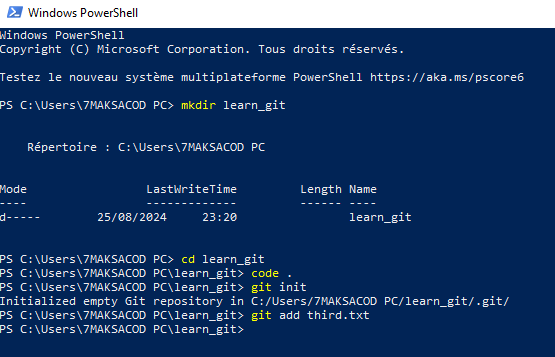 Windows PowerShell
Windows PowerShell
Copyright (C) Microsoft Corporation. Tous droits réservés.
Testez le nouveau système multiplateforme PowerShell https://aka.ms/pscore6
PS C:\Users\7MAKSACOD PC> mkdir learn_git
Répertoire : C:\Users\7MAKSACOD PC
Mode LastWriteTime Length Name
---- ------------- ------ ----
d----- 25/08/2024 23:20 learn_git
PS C:\Users\7MAKSACOD PC> cd learn_git
PS C:\Users\7MAKSACOD PC\learn_git> code .
PS C:\Users\7MAKSACOD PC\learn_git> git init
Initialized empty Git repository in C:/Users/7MAKSACOD PC/learn_git/.git/
PS C:\Users\7MAKSACOD PC\learn_git> git add third.txt
PS C:\Users\7MAKSACOD PC\learn_git>